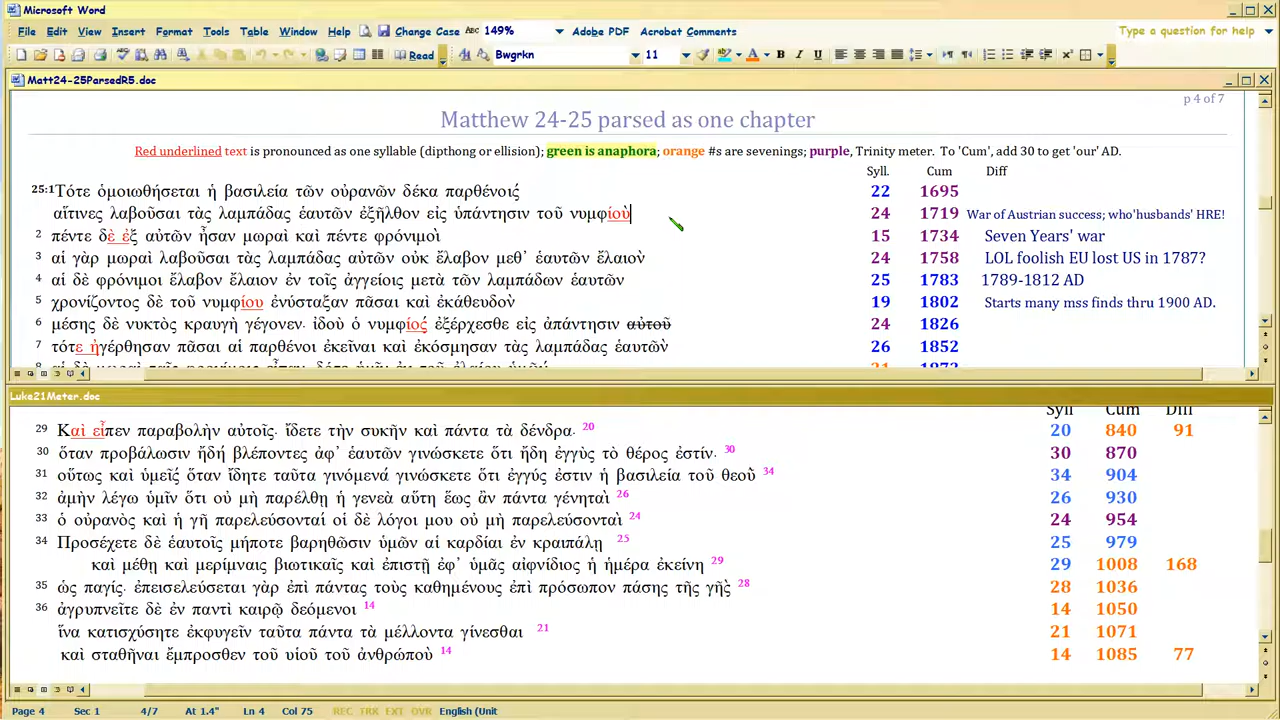 Microsoft Word
File Edit View Insert Format Tools Table Window Help Change Case ABC 149% Adobe PDF Acrobat Comments Type a question for help
Read Bwgrkn 11 B I U
Matt24-25ParsedR5.doc
p 4 of 7
Matthew 24-25 parsed as one chapter
Red underlined text is pronounced as one syllable (dipthong or ellision); green is anaphora; orange #s are sevenings; purple, Trinity meter. To 'Cum', add 30 to get 'our' AD.
Syll. Cum Diff
25:1 Τότε ὁμοιωθήσεται ἡ βασιλεία τῶν οὐρανῶν δέκα παρθένοις 22 1695
αἵτινες λαβοῦσαι τὰς λαμπάδας ἑαυτῶν ἐξῆλθον εἰς ὑπάντησιν τοῦ νυμφίου 24 1719 War of Austrian success; who'husbands' HRE!
2 πέντε δὲ ἐξ αὐτῶν ἦσαν μωραὶ καὶ πέντε φρόνιμοι 15 1734 Seven Years' war
3 αἱ γὰρ μωραὶ λαβοῦσαι τὰς λαμπάδας αὐτῶν οὐκ ἔλαβον μεθ᾽ ἑαυτῶν ἔλαιον 24 1758 LOL foolish EU lost US in 1787?
4 αἱ δὲ φρόνιμοι ἔλαβον ἔλαιον ἐν τοῖς ἀγγείοις μετὰ τῶν λαμπάδων ἑαυτῶν 25 1783 1789-1812 AD
5 χρονίζοντος δὲ τοῦ νυμφίου ἐνύσταξαν πᾶσαι καὶ ἐκάθευδον 19 1802 Starts many mss finds thru 1900 AD.
6 μέσης δὲ νυκτὸς κραυγὴ γέγονεν· ἰδοὺ ὁ νυμφίος ἐξέρχεσθε εἰς ἀπάντησιν αὐτοῦ 24 1826
7 τότε ἠγέρθησαν πᾶσαι αἱ παρθένοι ἐκεῖναι καὶ ἐκόσμησαν τὰς λαμπάδας ἑαυτῶν 26 1852
Luke21Meter.doc
Syll Cum Diff
29 Καὶ εἶπεν παραβολὴν αὐτοῖς· ἴδετε τὴν συκῆν καὶ πάντα τὰ δένδρα. 20 20 840 91
30 ὅταν προβάλωσιν ἤδη βλέποντες ἀφ᾽ ἑαυτῶν γινώσκετε ὅτι ἤδη ἐγγὺς τὸ θέρος ἐστίν. 30 30 870
31 οὕτως καὶ ὑμεῖς ὅταν ἴδητε ταῦτα γινόμενα γινώσκετε ὅτι ἐγγύς ἐστιν ἡ βασιλεία τοῦ θεοῦ 34 34 904
32 ἀμὴν λέγω ὑμῖν ὅτι οὐ μὴ παρέλθῃ ἡ γενεὰ αὕτη ἕως ἂν πάντα γένηται 26 26 930
33 ὁ οὐρανὸς καὶ ἡ γῆ παρελεύσονται οἱ δὲ λόγοι μου οὐ μὴ παρελεύσονται 24 24 954
34 Προσέχετε δὲ ἑαυτοῖς μήποτε βαρηθῶσιν ὑμῶν αἱ καρδίαι ἐν κραιπάλῃ 25 25 979
καὶ μέθῃ καὶ μερίμναις βιωτικαῖς καὶ ἐπιστῇ ἐφ᾽ ὑμᾶς αἰφνίδιος ἡ ἡμέρα ἐκείνη 29 29 1008 168
35 ὡς παγίς· ἐπεισελεύσεται γὰρ ἐπὶ πάντας τοὺς καθημένους ἐπὶ πρόσωπον πάσης τῆς γῆς 28 28 1036
36 ἀγρυπνεῖτε δὲ ἐν παντὶ καιρῷ δεόμενοι 14 14 1050
ἵνα κατισχύσητε ἐκφυγεῖν ταῦτα πάντα τὰ μέλλοντα γίνεσθαι 21 21 1071
καὶ σταθῆναι ἔμπροσθεν τοῦ υἱοῦ τοῦ ἀνθρώπου 14 14 1085 77
Page 4 Sec 1 4/7 At 1.4" Ln 4 Col 75 REC TRK EXT OVR English (Unit